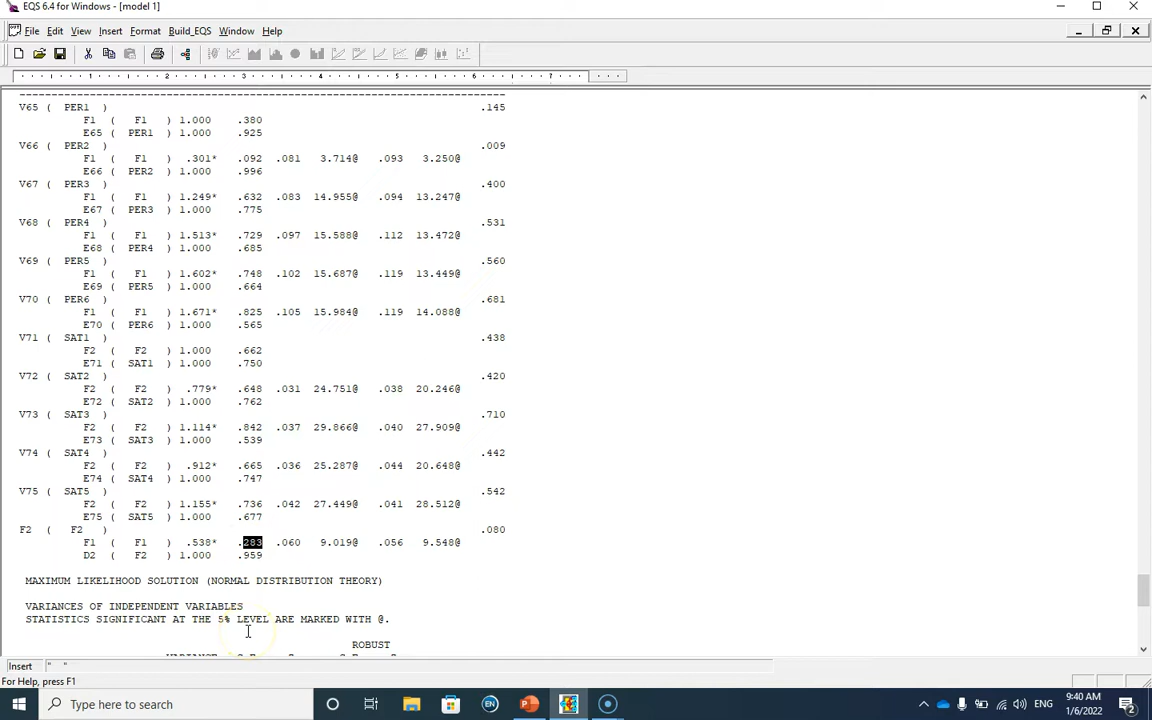 EQS 6.4 for Windows - [model 1]
File Edit View Insert Format Build_EQS Window Help
1 2 3 4 5 6 7
V65 ( PER1 ) .145
F1 ( F1 ) 1.000 .380
E65 ( PER1 ) 1.000 .925
V66 ( PER2 ) .009
F1 ( F1 ) .301* .092 .081 3.714@ .093 3.250@
E66 ( PER2 ) 1.000 .996
V67 ( PER3 ) .400
F1 ( F1 ) 1.249* .632 .083 14.955@ .094 13.247@
E67 ( PER3 ) 1.000 .775
V68 ( PER4 ) .531
F1 ( F1 ) 1.513* .729 .097 15.588@ .112 13.472@
E68 ( PER4 ) 1.000 .685
V69 ( PER5 ) .560
F1 ( F1 ) 1.602* .748 .102 15.687@ .119 13.449@
E69 ( PER5 ) 1.000 .664
V70 ( PER6 ) .681
F1 ( F1 ) 1.671* .825 .105 15.984@ .119 14.088@
E70 ( PER6 ) 1.000 .565
V71 ( SAT1 ) .438
F2 ( F2 ) 1.000 .662
E71 ( SAT1 ) 1.000 .750
V72 ( SAT2 ) .420
F2 ( F2 ) .779* .648 .031 24.751@ .038 20.246@
E72 ( SAT2 ) 1.000 .762
V73 ( SAT3 ) .710
F2 ( F2 ) 1.114* .842 .037 29.866@ .040 27.909@
E73 ( SAT3 ) 1.000 .539
V74 ( SAT4 ) .442
F2 ( F2 ) .912* .665 .036 25.287@ .044 20.648@
E74 ( SAT4 ) 1.000 .747
V75 ( SAT5 ) .542
F2 ( F2 ) 1.155* .736 .042 27.449@ .041 28.512@
E75 ( SAT5 ) 1.000 .677
F2 ( F2 ) .080
F1 ( F1 ) .538* .283 .060 9.019@ .056 9.548@
D2 ( F2 ) 1.000 .959
MAXIMUM LIKELIHOOD SOLUTION (NORMAL DISTRIBUTION THEORY)
VARIANCES OF INDEPENDENT VARIABLES
STATISTICS SIGNIFICANT AT THE 5% LEVEL ARE MARKED WITH @.
ROBUST
Insert " "
For Help, press F1
Type here to search
EN
ENG
9:40 AM
1/6/2022
2